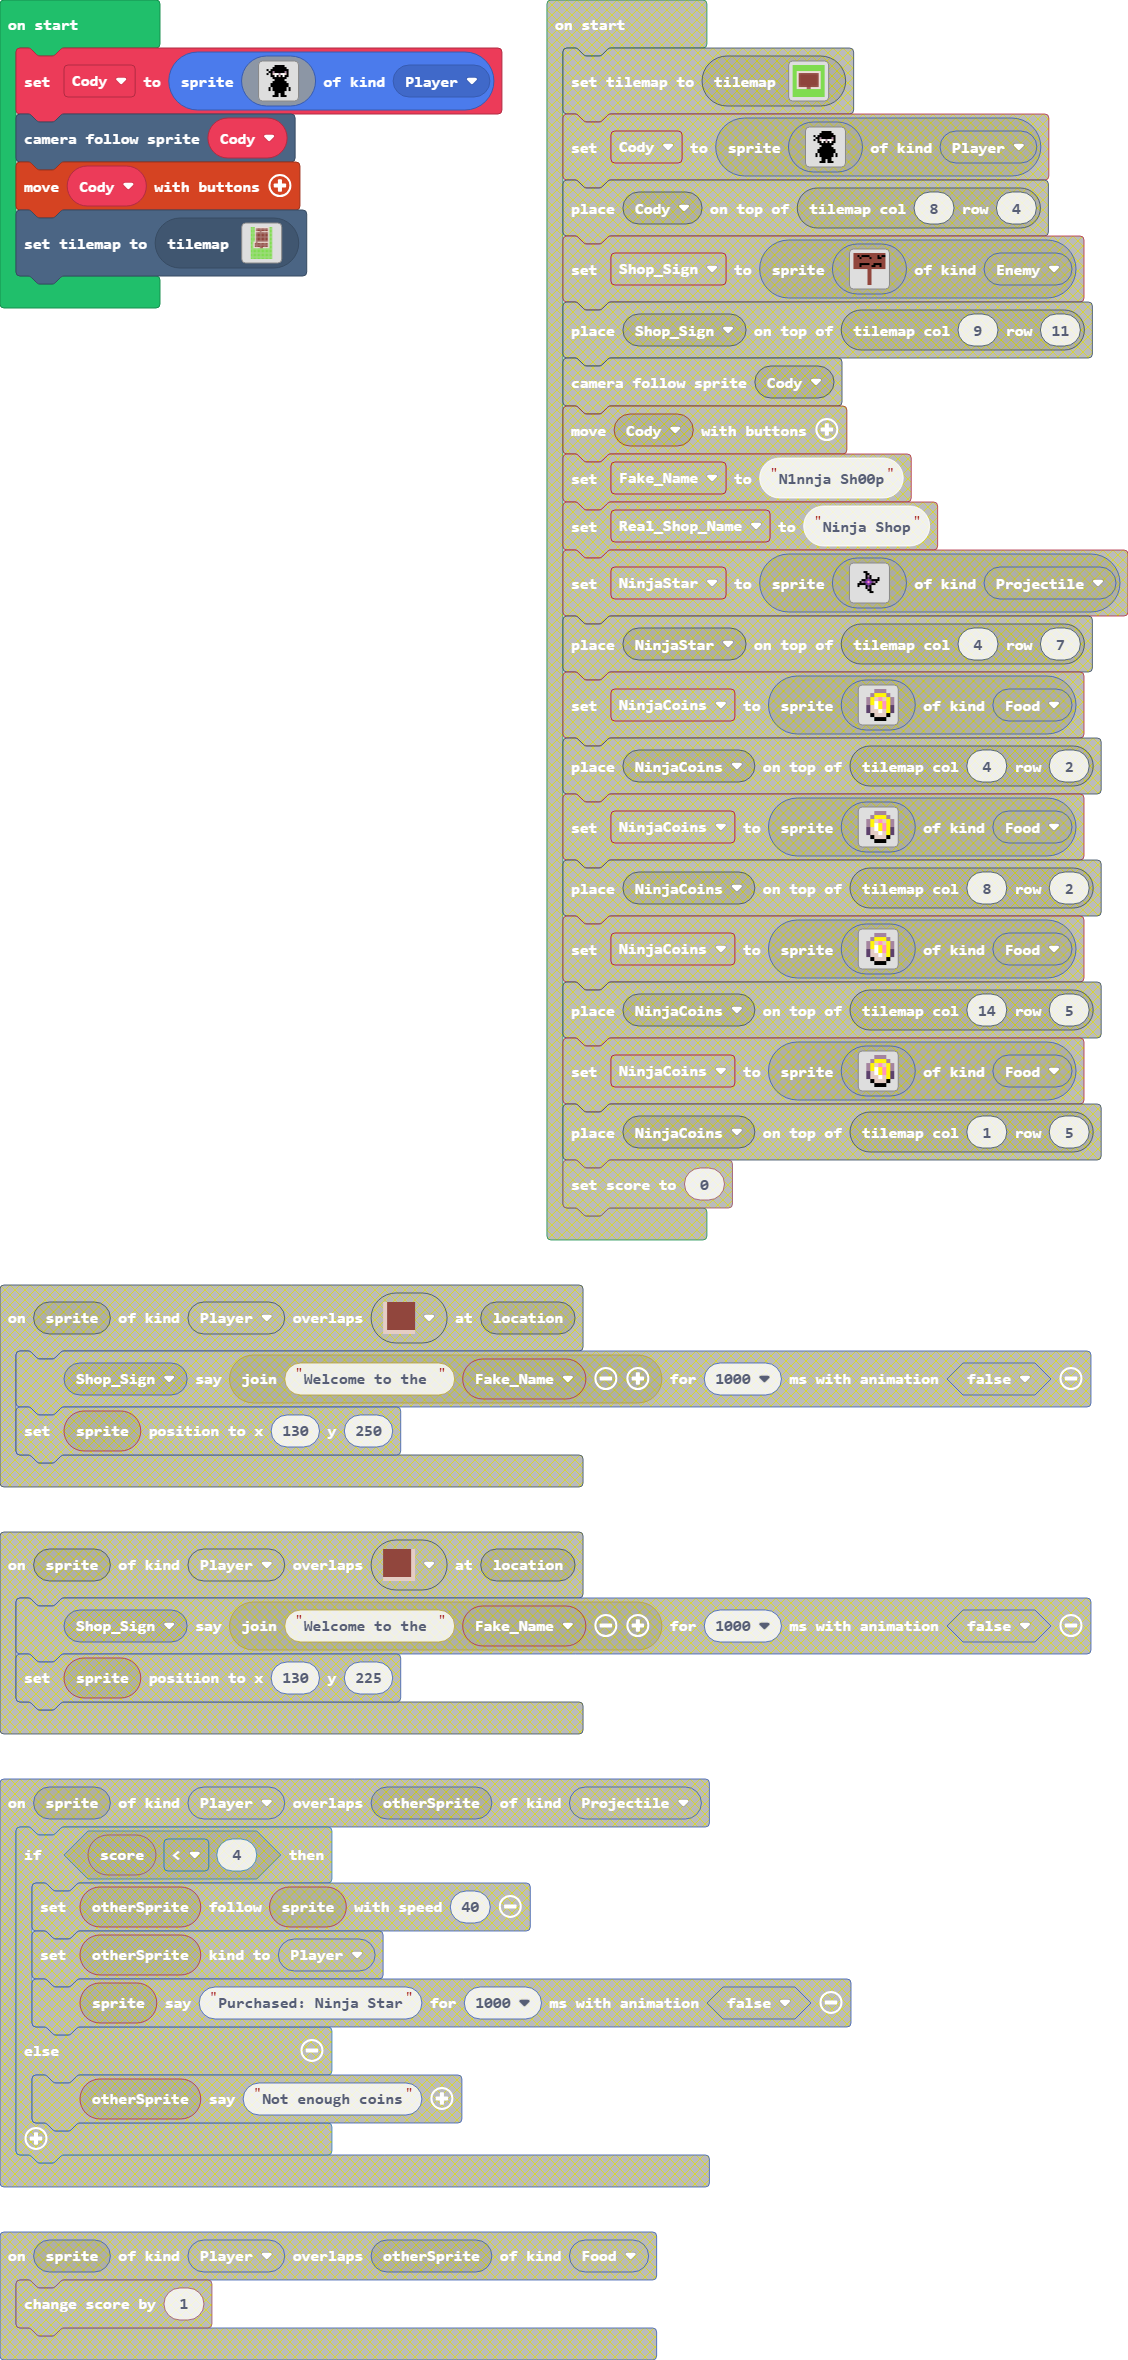 on start
set Cody to sprite of kind Player
camera follow sprite Cody
move Cody with buttons
set tilemap to tilemap
on start
set tilemap to tilemap
set Cody to sprite of kind Player
place Cody on top of tilemap col 8 row 4
set Shop_Sign to sprite of kind Enemy
place Shop_Sign on top of tilemap col 9 row 11
camera follow sprite Cody
move Cody with buttons
set Fake_Name to "N1nnja Sh00p"
set Real_Shop_Name to "Ninja Shop"
set NinjaStar to sprite of kind Projectile
place NinjaStar on top of tilemap col 4 row 7
set NinjaCoins to sprite of kind Food
place NinjaCoins on top of tilemap col 4 row 2
set NinjaCoins to sprite of kind Food
place NinjaCoins on top of tilemap col 8 row 2
set NinjaCoins to sprite of kind Food
place NinjaCoins on top of tilemap col 14 row 5
set NinjaCoins to sprite of kind Food
place NinjaCoins on top of tilemap col 1 row 5
set score to 0
on sprite of kind Player overlaps at location
Shop_Sign say join "Welcome to the " Fake_Name for 1000 ms with animation false
set sprite position to x 130 y 250
on sprite of kind Player overlaps at location
Shop_Sign say join "Welcome to the " Fake_Name for 1000 ms with animation false
set sprite position to x 130 y 225
on sprite of kind Player overlaps otherSprite of kind Projectile
if score < 4 then
set otherSprite follow sprite with speed 40
set otherSprite kind to Player
sprite say "Purchased: Ninja Star" for 1000 ms with animation false
else
otherSprite say "Not enough coins"
on sprite of kind Player overlaps otherSprite of kind Food
change score by 1